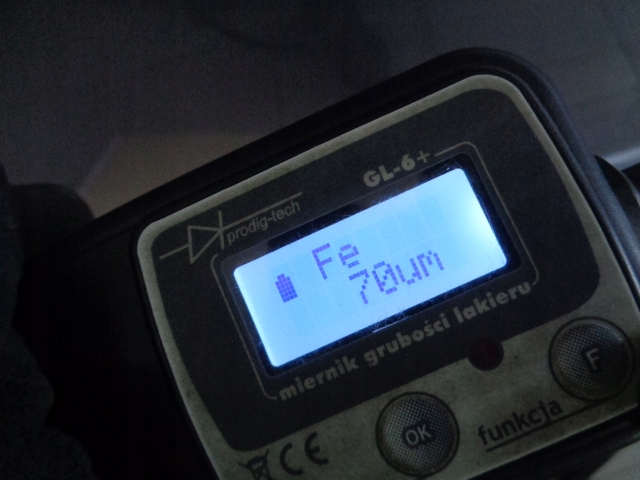 GL-6+
prodig-tech
Fe
70um
miernik grubości lakieru
OK
funkcja
F
CE